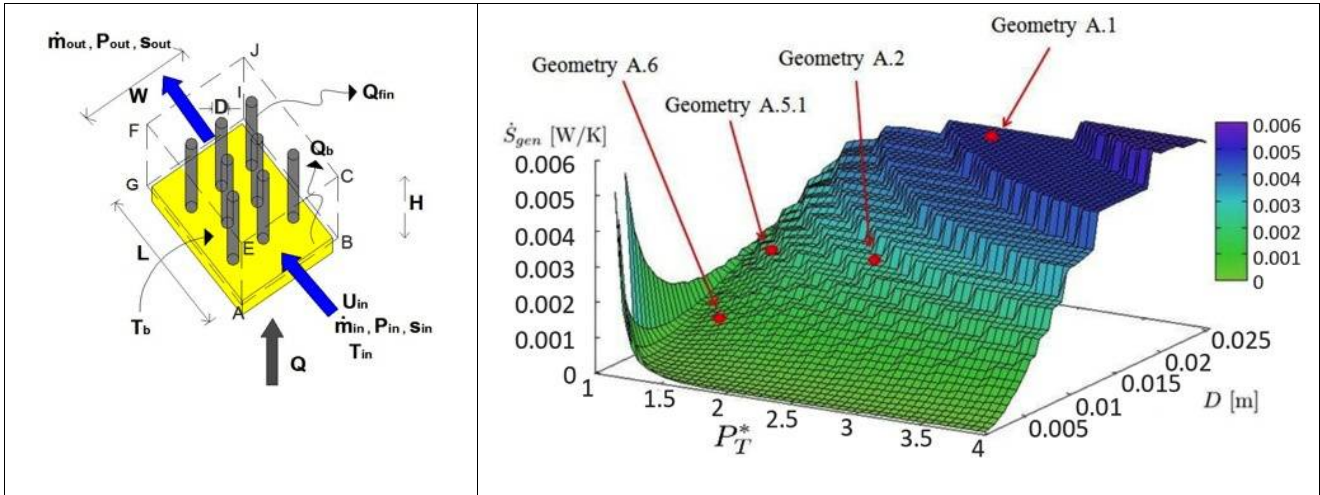 ṁout, Pout, sout
J
W
I
D
Qfin
F
Qb
G
C
H
E
B
L
A
Uin
ṁin, Pin, sin
Tb
Tin
Q
Geometry A.1
Geometry A.6
Geometry A.2
Geometry A.5.1
Ṡgen [W/K]
0.006
0.005
0.004
0.003
0.002
0.001
0
1
1.5
2
2.5
3
3.5
4
P*T
0.005
0.01
0.015
0.02
0.025
D [m]
0.006
0.005
0.004
0.003
0.002
0.001
0